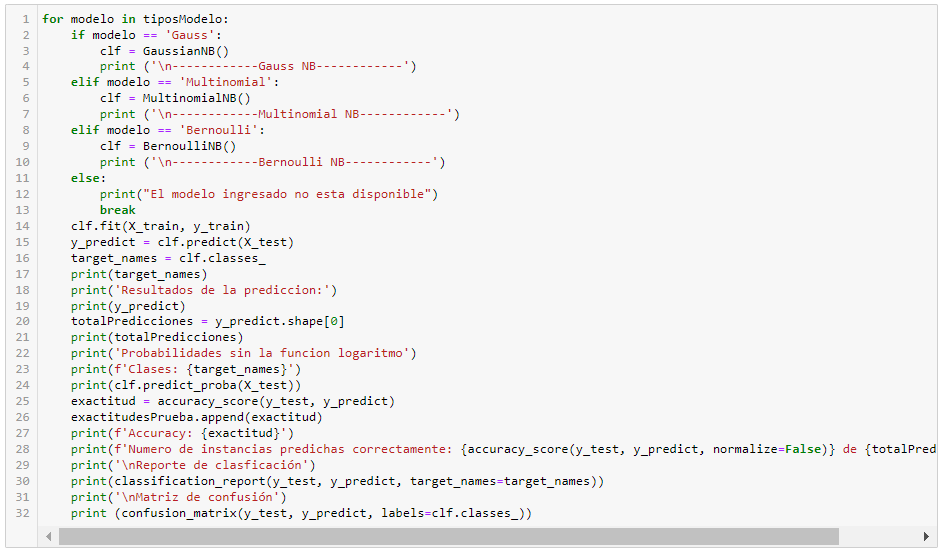 1 for modelo in tiposModelo:
2     if modelo == 'Gauss':
3         clf = GaussianNB()
4         print ('\n------------Gauss NB------------')
5     elif modelo == 'Multinomial':
6         clf = MultinomialNB()
7         print ('\n------------Multinomial NB------------')
8     elif modelo == 'Bernoulli':
9         clf = BernoulliNB()
10         print ('\n------------Bernoulli NB------------')
11     else:
12         print("El modelo ingresado no esta disponible")
13         break
14     clf.fit(X_train, y_train)
15     y_predict = clf.predict(X_test)
16     target_names = clf.classes_
17     print(target_names)
18     print('Resultados de la prediccion:')
19     print(y_predict)
20     totalPredicciones = y_predict.shape[0]
21     print(totalPredicciones)
22     print('Probabilidades sin la funcion logaritmo')
23     print(f'Clases: {target_names}')
24     print(clf.predict_proba(X_test))
25     exactitud = accuracy_score(y_test, y_predict)
26     exactitudesPrueba.append(exactitud)
27     print(f'Accuracy: {exactitud}')
28     print(f'Numero de instancias predichas correctamente: {accuracy_score(y_test, y_predict, normalize=False)} de {totalPred
29     print('\nReporte de clasficación')
30     print(classification_report(y_test, y_predict, target_names=target_names))
31     print('\nMatriz de confusión')
32     print (confusion_matrix(y_test, y_predict, labels=clf.classes_))